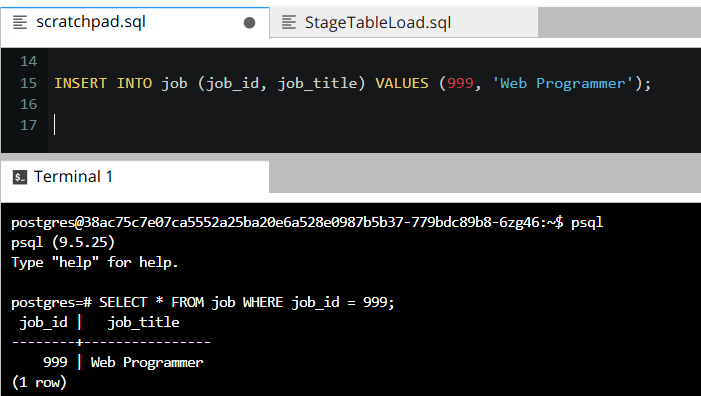 scratchpad.sql
StageTableLoad.sql
14
15 INSERT INTO job (job_id, job_title) VALUES (999, 'Web Programmer');
16
17
Terminal 1
postgres@38ac75c7e07ca5552a25ba20e6a528e0987b5b37-779bdc89b8-6zg46:~$ psql
psql (9.5.25)
Type "help" for help.
postgres=# SELECT * FROM job WHERE job_id = 999;
job_id | job_title
--------+----------------
999 | Web Programmer
(1 row)